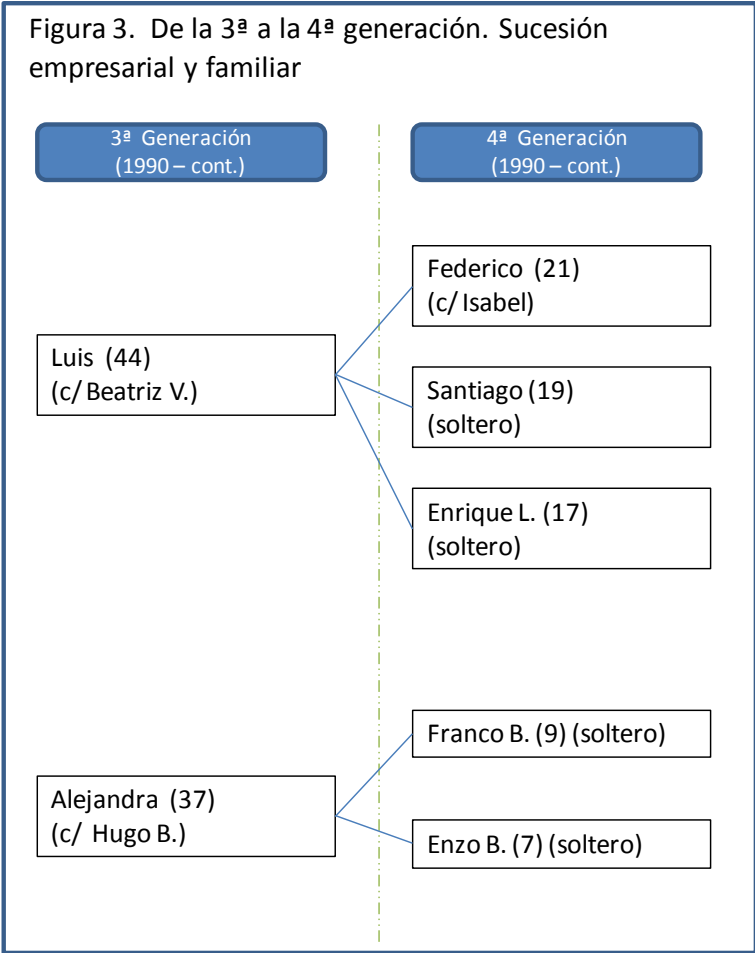 Figura 3. De la 3ª a la 4ª generación. Sucesión
empresarial y familiar
3ª Generación
(1990 – cont.)
4ª Generación
(1990 – cont.)
Luis (44)
(c/ Beatriz V.)
Federico (21)
(c/ Isabel)
Santiago (19)
(soltero)
Enrique L. (17)
(soltero)
Alejandra (37)
(c/ Hugo B.)
Franco B. (9) (soltero)
Enzo B. (7) (soltero)